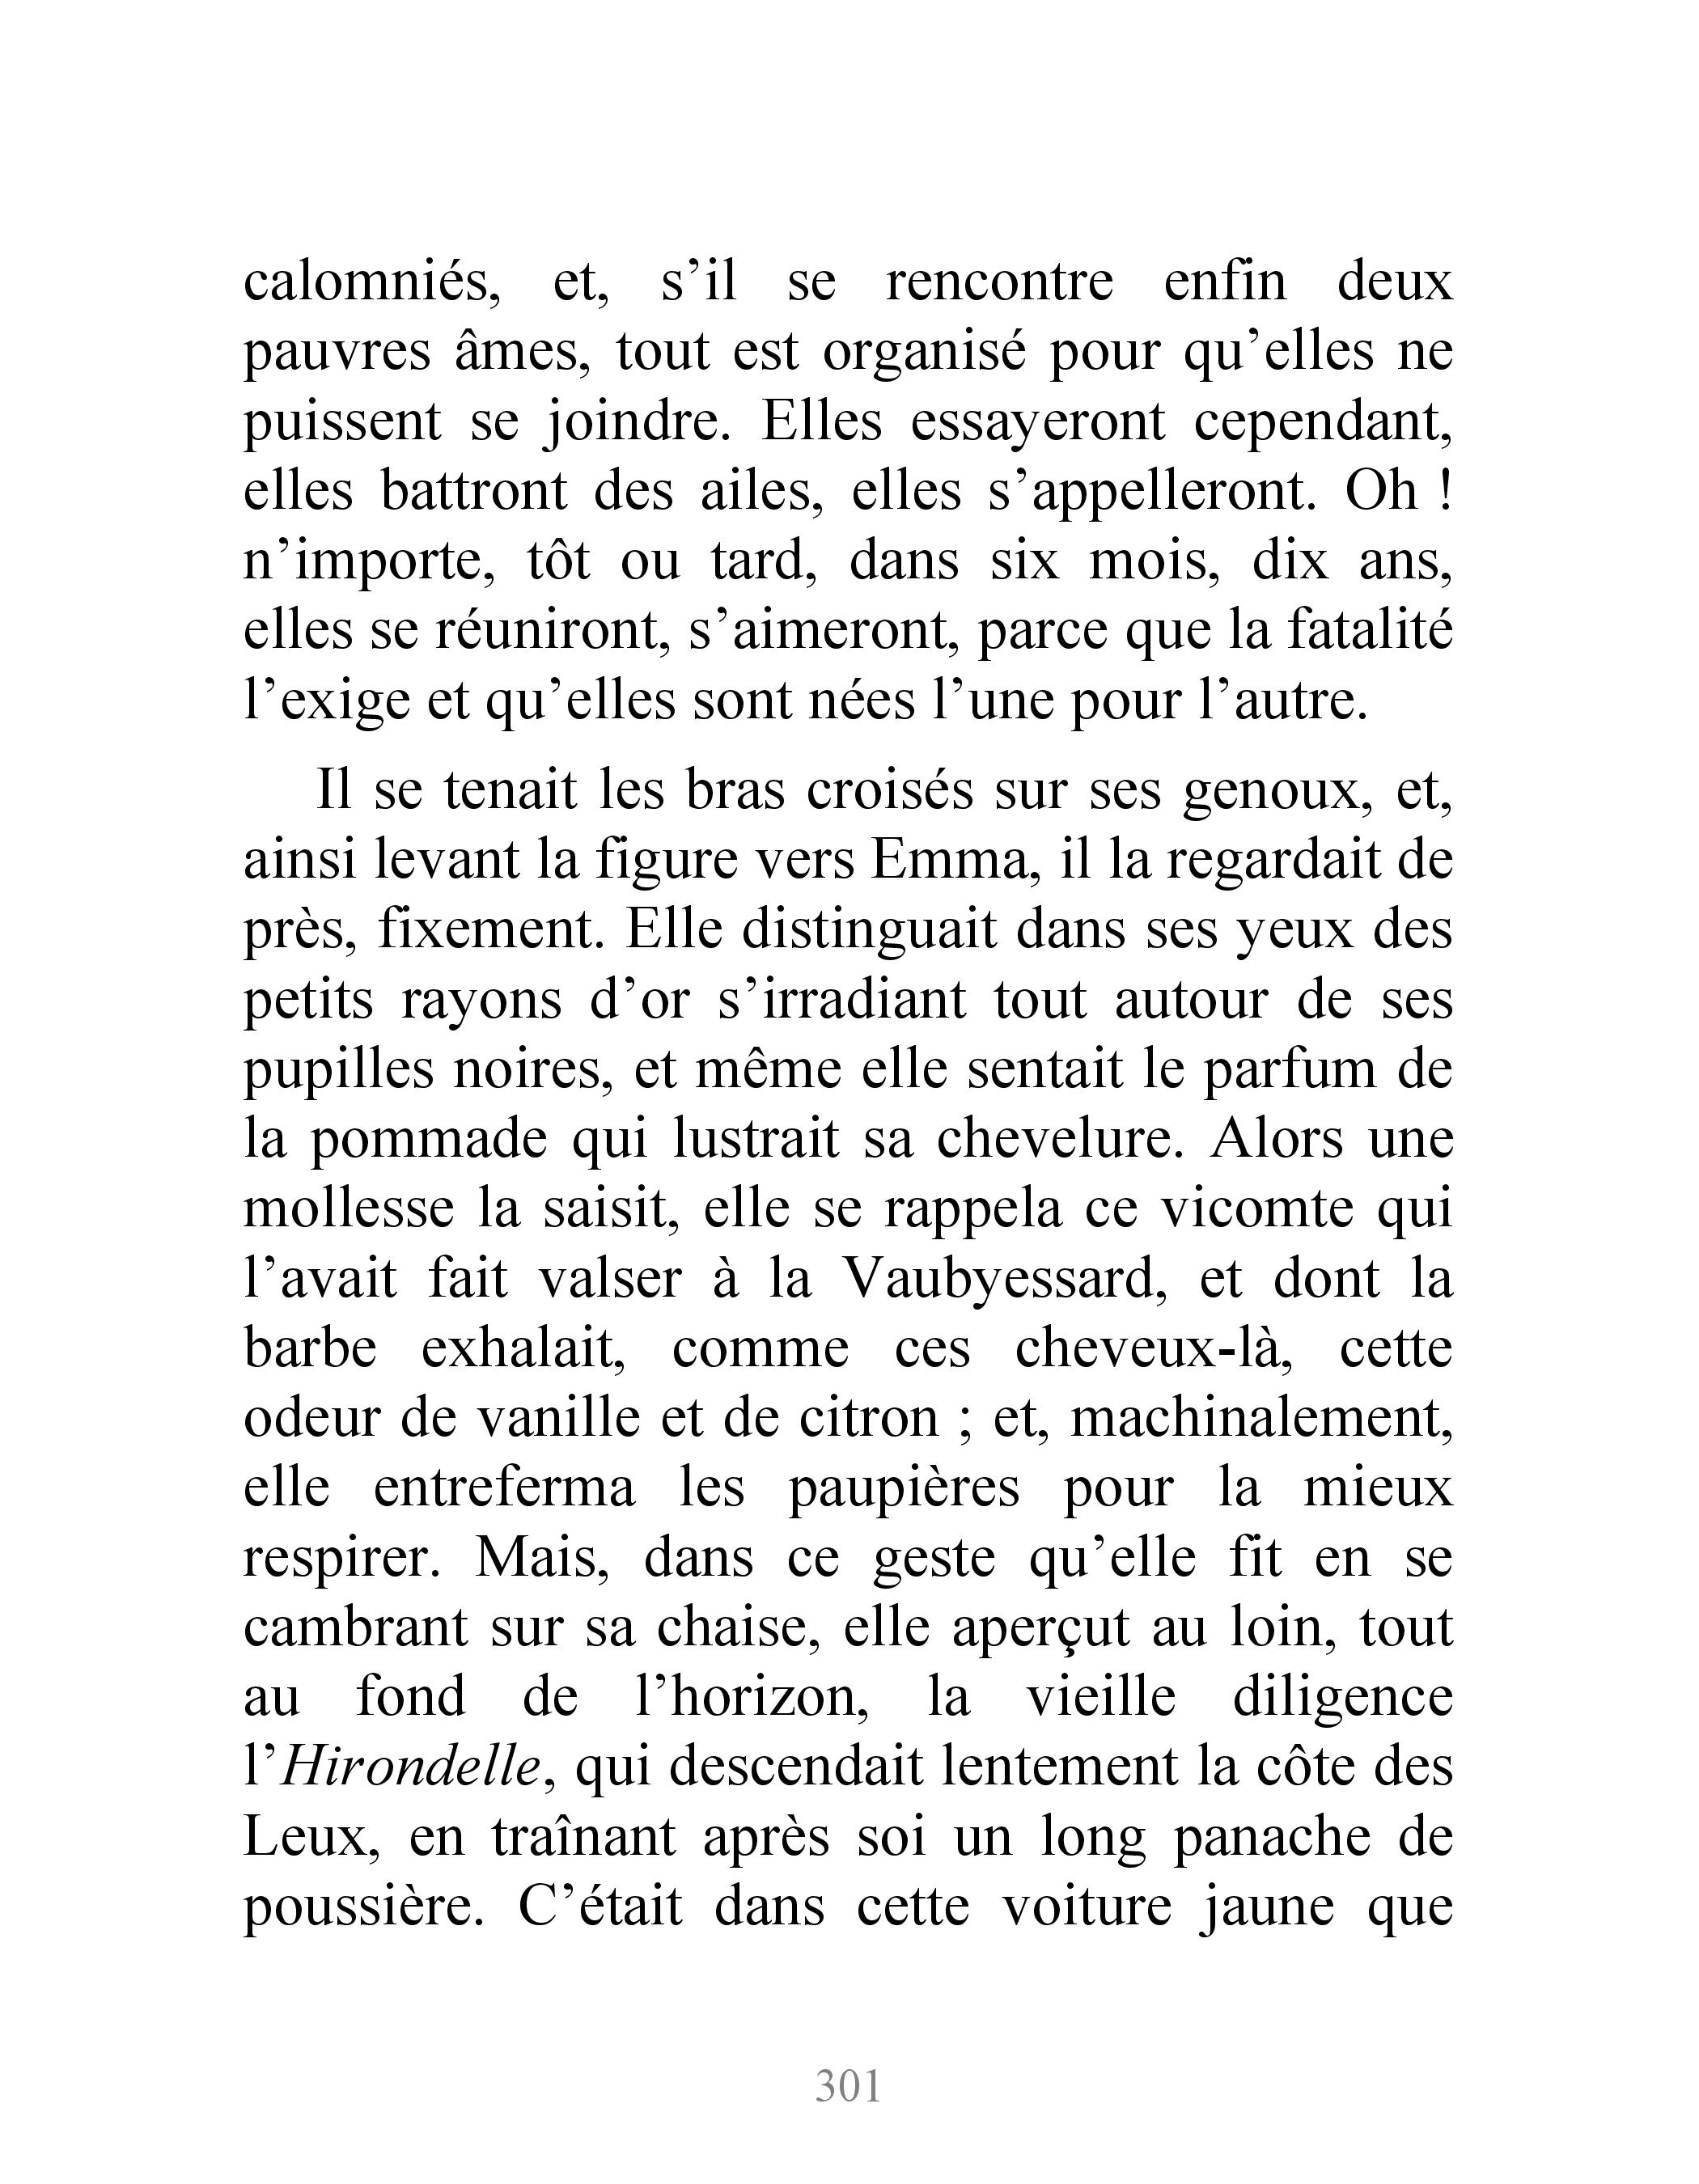 calomniés, et, s’il se rencontre enfin deux
pauvres âmes, tout est organisé pour qu’elles ne
puissent se joindre. Elles essayeront cependant,
elles battront des ailes, elles s’appelleront. Oh !
n’importe, tôt ou tard, dans six mois, dix ans,
elles se réuniront, s’aimeront, parce que la fatalité
l’exige et qu’elles sont nées l’une pour l’autre.
Il se tenait les bras croisés sur ses genoux, et,
ainsi levant la figure vers Emma, il la regardait de
près, fixement. Elle distinguait dans ses yeux des
petits rayons d’or s’irradiant tout autour de ses
pupilles noires, et même elle sentait le parfum de
la pommade qui lustrait sa chevelure. Alors une
mollesse la saisit, elle se rappela ce vicomte qui
l’avait fait valser à la Vaubyessard, et dont la
barbe exhalait, comme ces cheveux-là, cette
odeur de vanille et de citron ; et, machinalement,
elle entreferma les paupières pour la mieux
respirer. Mais, dans ce geste qu’elle fit en se
cambrant sur sa chaise, elle aperçut au loin, tout
au fond de l’horizon, la vieille diligence
l’Hirondelle, qui descendait lentement la côte des
Leux, en traînant après soi un long panache de
poussière. C’était dans cette voiture jaune que
301